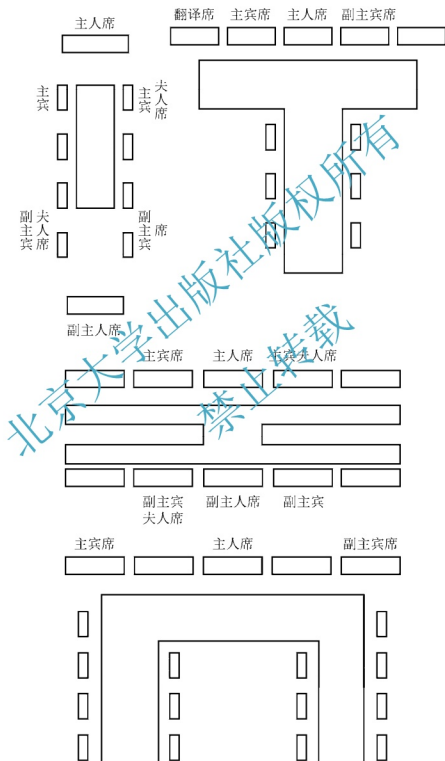 主人席
翻译席 主宾席 主人席 副主宾席
主宾
主宾夫人席
副主宾夫人席
副主宾席
副主人席
主宾席 主人席 主宾夫人席
副主宾夫人席 副主人席 副主宾
主宾席 主人席 副主宾席
北京大学出版社版权所有
禁止转载